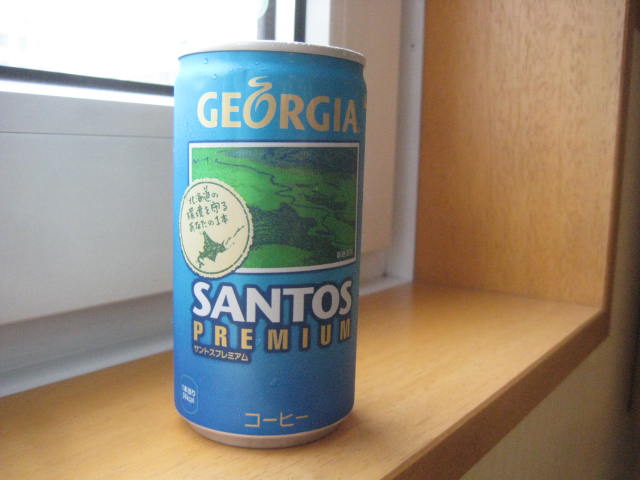 GEORGIA
北海道の
環境を守る
あなたの1本
SANTOS
PREMIUM
サントスプレミアム
コーヒー